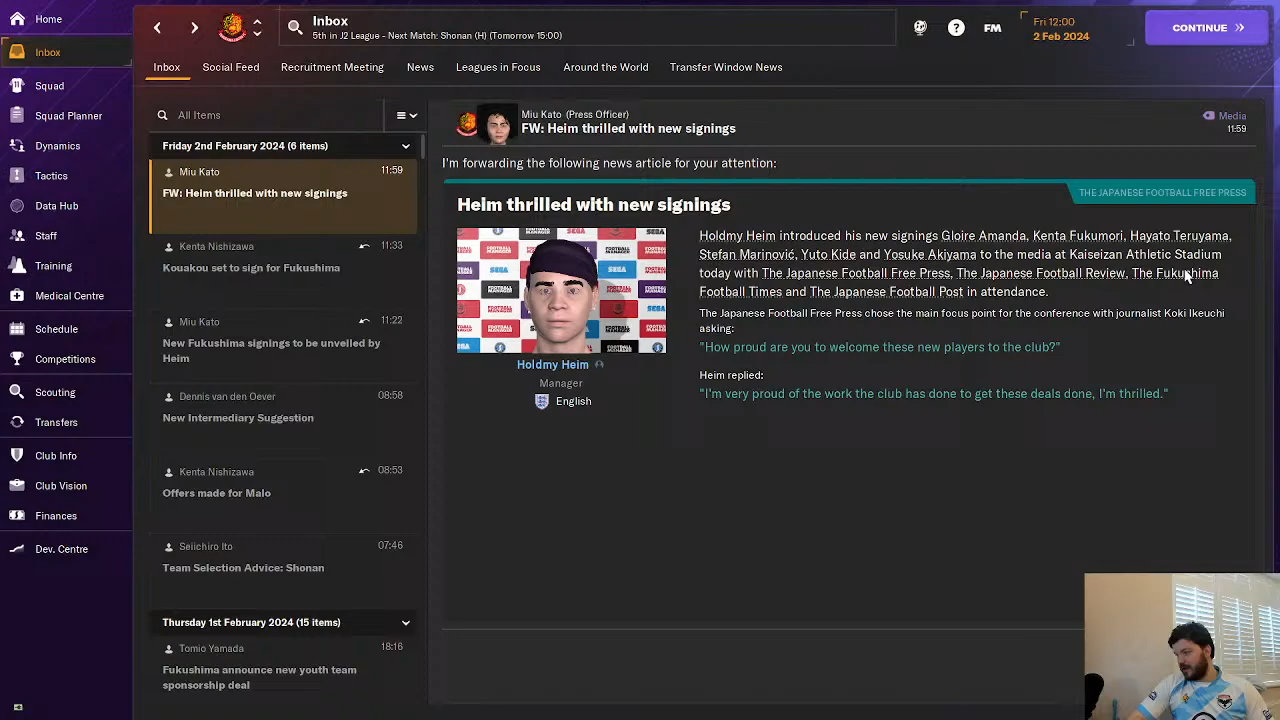 Home
Inbox
Squad
Squad Planner
Dynamics
Tactics
Data Hub
Staff
Training
Medical Centre
Schedule
Competitions
Scouting
Transfers
Club Info
Club Vision
Finances
Dev. Centre
Inbox
5th in J2 League - Next Match: Shonan (H) (Tomorrow 15:00)
FM
Fri 12:00
2 Feb 2024
CONTINUE
Inbox
Social Feed
Recruitment Meeting
News
Leagues in Focus
Around the World
Transfer Window News
All Items
Friday 2nd February 2024 (6 items)
Miu Kato 11:59
FW: Heim thrilled with new signings
Kenta Nishizawa 11:33
Kouakou set to sign for Fukushima
Miu Kato 11:22
New Fukushima signings to be unveiled by
Heim
Dennis van den Oever 08:58
New Intermediary Suggestion
Kenta Nishizawa 08:53
Offers made for Malo
Seiichiro Ito 07:46
Team Selection Advice: Shonan
Thursday 1st February 2024 (15 items)
Tomio Yamada 18:16
Fukushima announce new youth team
sponsorship deal
Miu Kato (Press Officer)
FW: Heim thrilled with new signings
Media
11:59
I'm forwarding the following news article for your attention:
THE JAPANESE FOOTBALL FREE PRESS
Heim thrilled with new signings
Holdmy Heim
Manager
English
Holdmy Heim introduced his new signings Gloire Amanda, Kenta Fukumori, Hayato Teruyama,
Stefan Marinovic, Yuto Kide and Yosuke Akiyama to the media at Kaiseizan Athletic Stadium
today with The Japanese Football Free Press, The Japanese Football Review, The Fukushima
Football Times and The Japanese Football Post in attendance.
The Japanese Football Free Press chose the main focus point for the conference with journalist Koki Ikeuchi
asking:
"How proud are you to welcome these new players to the club?"
Heim replied:
"I'm very proud of the work the club has done to get these deals done, I'm thrilled."